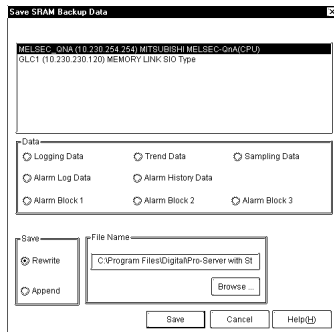 Save SRAM Backup Data
MELSEC_QNA (10.230.254.254) MITSUBISHI MELSEC-QnA(CPU)
GLC1 (10.230.230.120) MEMORY LINK SIO Type
Data
Logging Data Trend Data Sampling Data
Alarm Log Data Alarm History Data
Alarm Block 1 Alarm Block 2 Alarm Block 3
Save File Name
Rewrite C:\Program Files\Digital\Pro-Server with St
Append Browse ...
Save Cancel Help(H)